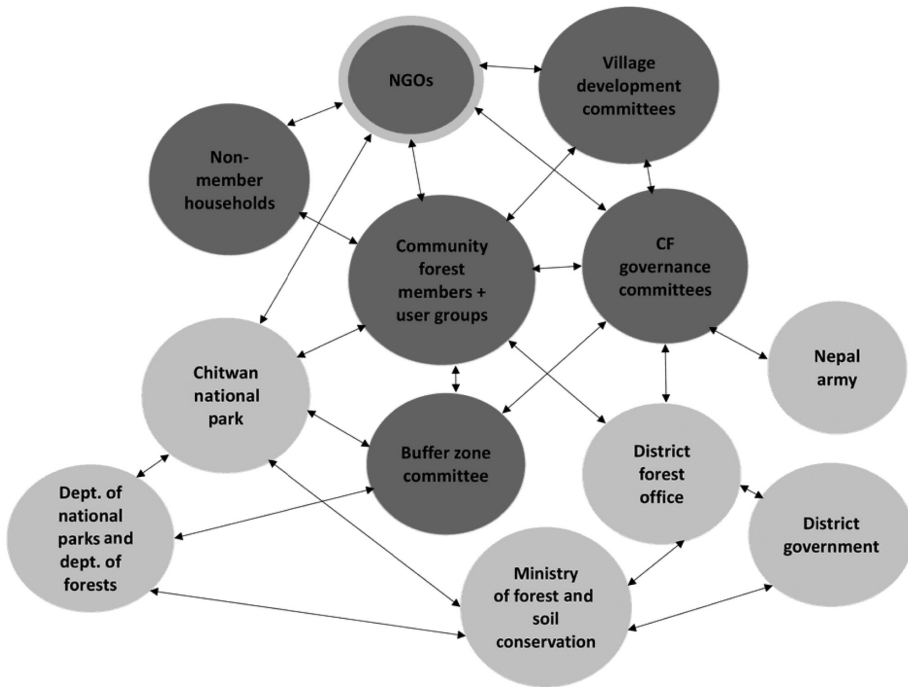 NGOs
Village
development
committees
Non-
member
households
Community
forest
members +
user groups
CF
governance
committees
Nepal
army
Chitwan
national
park
Buffer zone
committee
District
forest
office
Dept. of
national
parks and
dept. of
forests
District
government
Ministry
of forest and
soil
conservation